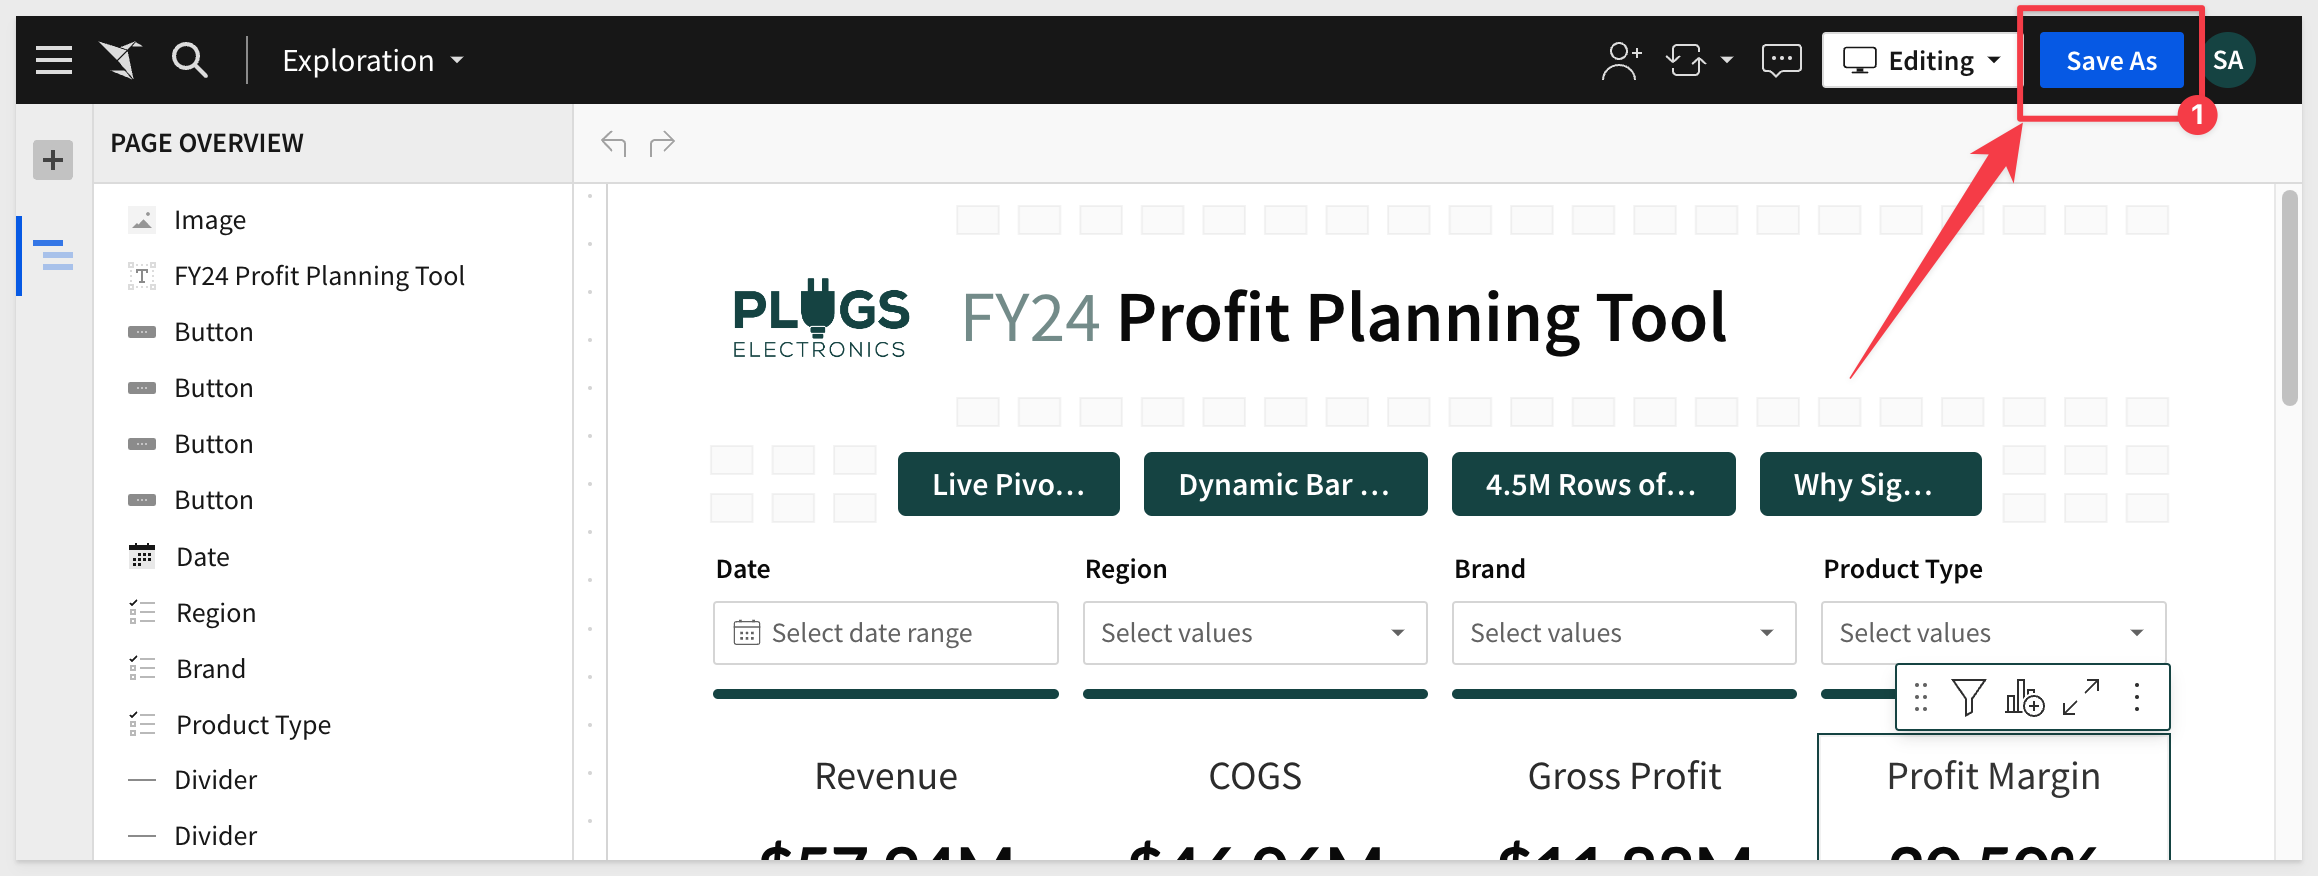 Exploration
Editing
Save As
SA
1
PAGE OVERVIEW
Image
FY24 Profit Planning Tool
Button
Button
Button
Button
Date
Region
Brand
Product Type
Divider
Divider
PLUGS
ELECTRONICS
FY24 Profit Planning Tool
Live Pivo...
Dynamic Bar ...
4.5M Rows of...
Why Sig...
Date
Region
Brand
Product Type
Select date range
Select values
Select values
Select values
Revenue
COGS
Gross Profit
Profit Margin